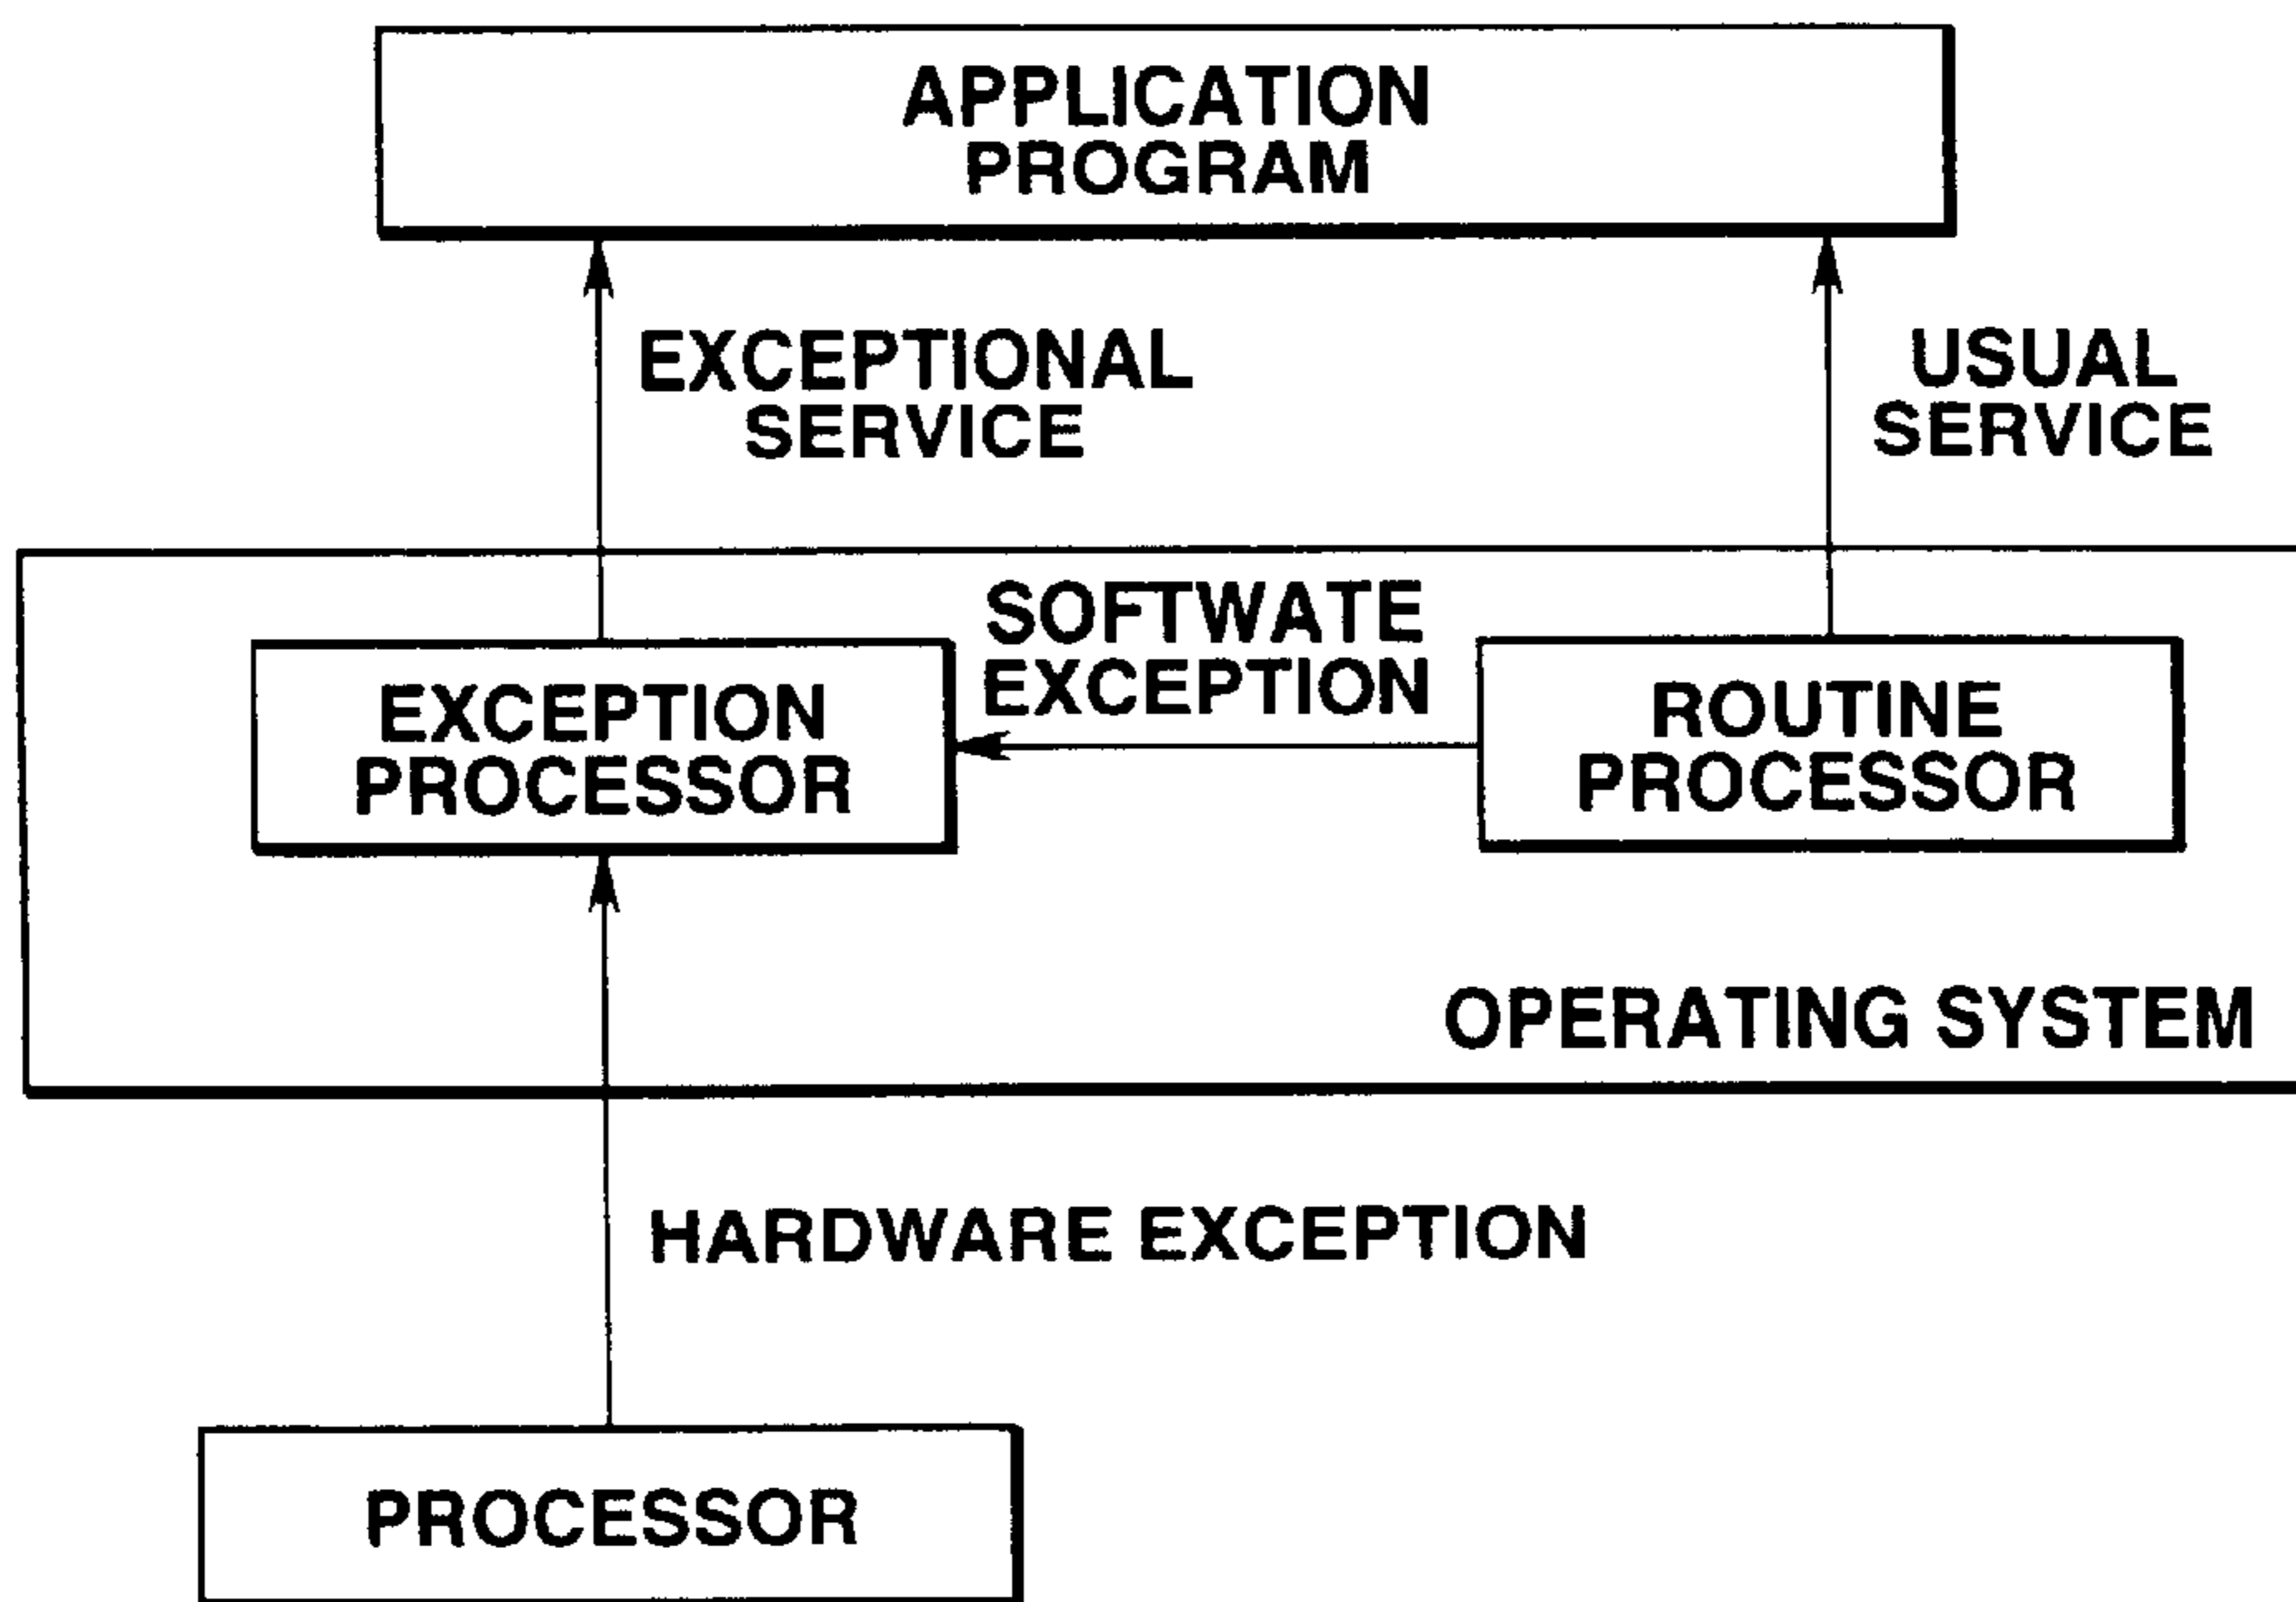 APPLICATION
PROGRAM
EXCEPTIONAL
SERVICE
USUAL
SERVICE
SOFTWATE
EXCEPTION
EXCEPTION
PROCESSOR
ROUTINE
PROCESSOR
OPERATING SYSTEM
HARDWARE EXCEPTION
PROCESSOR